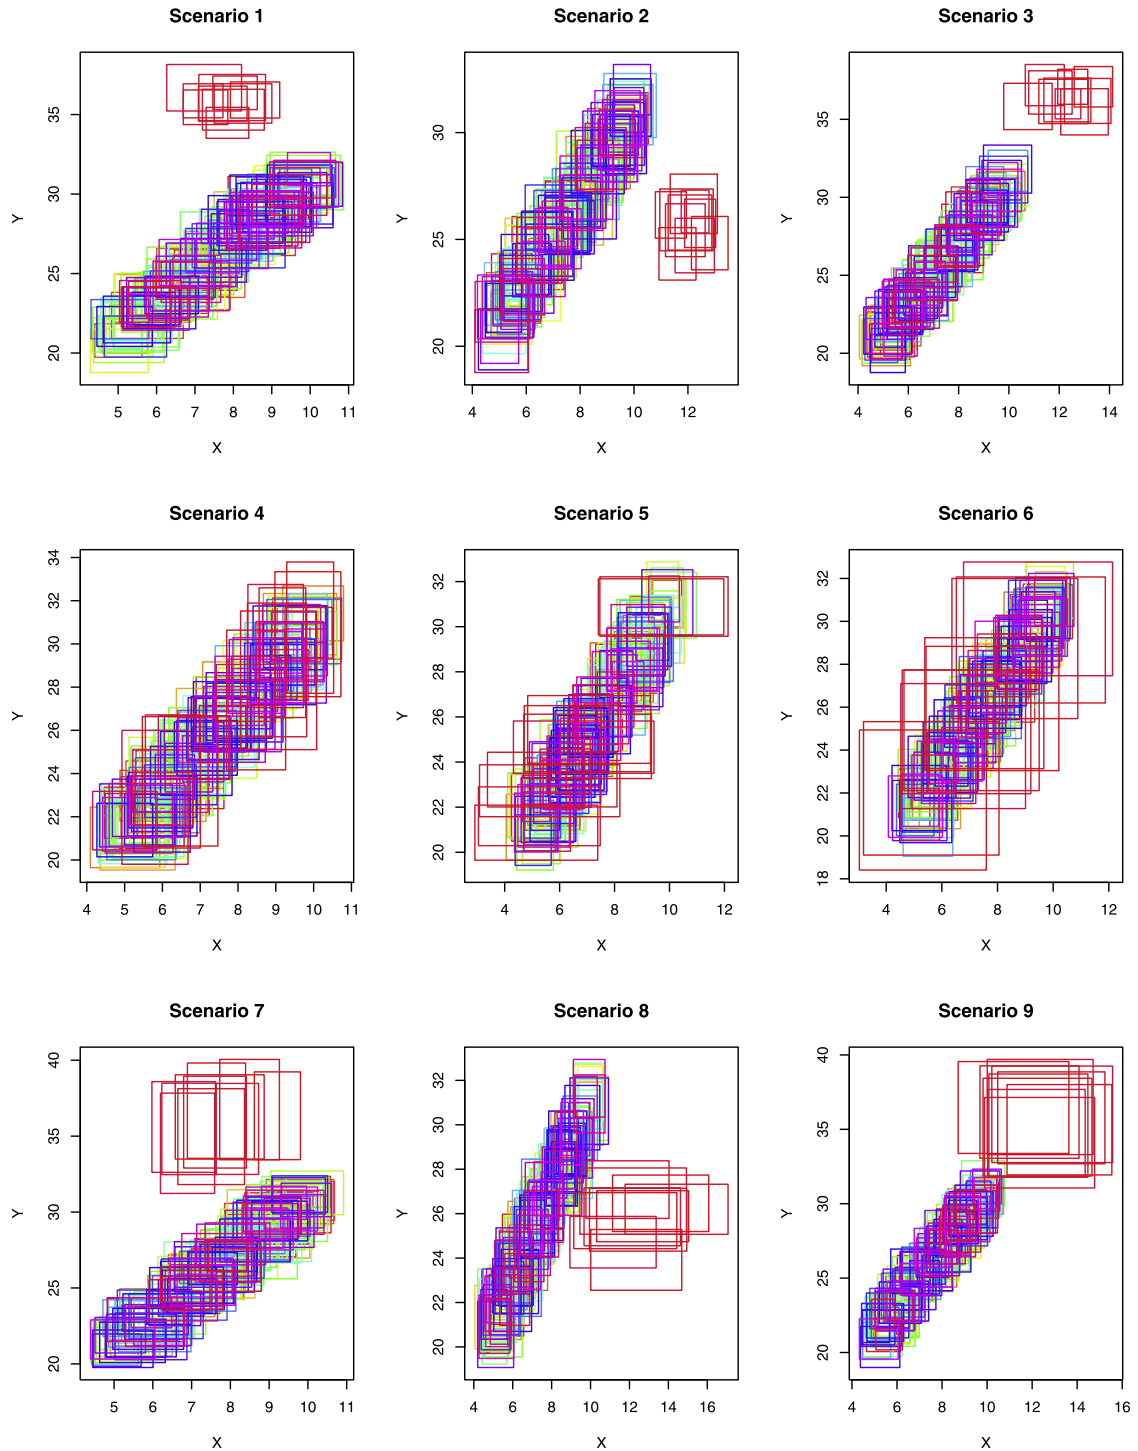 Scenario 1
Scenario 2
Scenario 3
Y
20 25 30 35
5 6 7 8 9 10 11
X
Y
20 25 30
4 6 8 10 12
X
Y
20 25 30 35
4 6 8 10 12 14
X
Scenario 4
Scenario 5
Scenario 6
Y
20 22 24 26 28 30 32 34
4 5 6 7 8 9 10 11
X
Y
20 22 24 26 28 30 32
4 6 8 10 12
X
Y
18 20 22 24 26 28 30 32
4 6 8 10 12
X
Scenario 7
Scenario 8
Scenario 9
Y
20 25 30 35 40
5 6 7 8 9 10 11
X
Y
20 22 24 26 28 30 32
4 6 8 10 12 14 16
X
Y
20 25 30 35 40
4 6 8 10 12 14 16
X